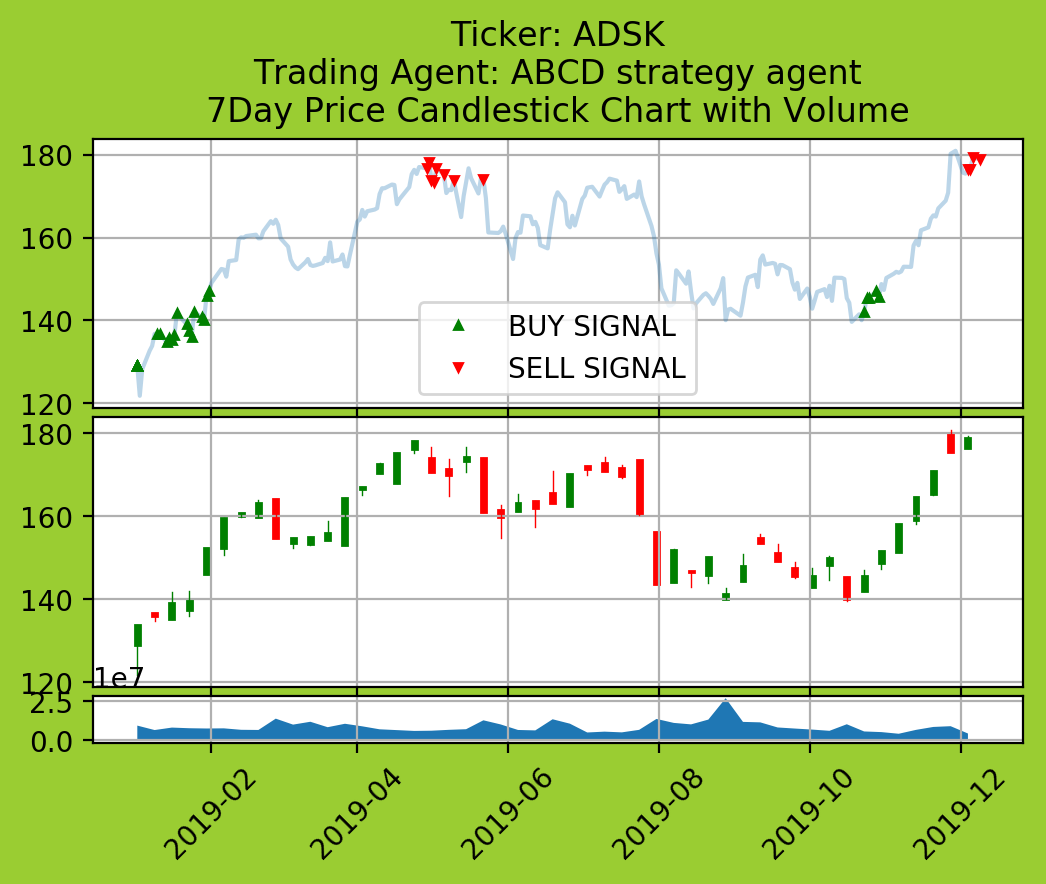 Ticker: ADSK
Trading Agent: ABCD strategy agent
7Day Price Candlestick Chart with Volume
180
160
140
120
BUY SIGNAL
SELL SIGNAL
180
160
140
120
1e7
2.5
0.0
2019-02
2019-04
2019-06
2019-08
2019-10
2019-12